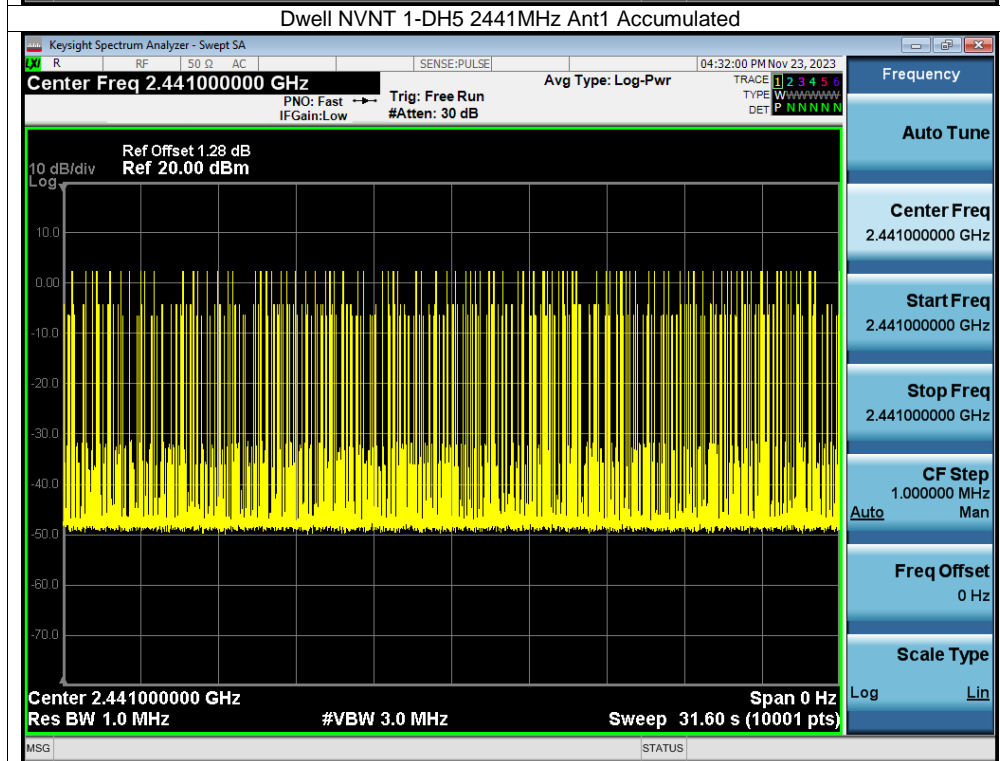 Dwell NVNT 1-DH5 2441MHz Ant1 Accumulated
Keysight Spectrum Analyzer - Swept SA
LXI R RF 50 Ω AC SENSE:PULSE 04:32:00 PM Nov 23, 2023
Center Freq 2.441000000 GHz Avg Type: Log-Pwr TRACE 1 2 3 4 5 6
PNO: Fast Trig: Free Run TYPE WWWWWW
IFGain:Low #Atten: 30 dB DET P N N N N N
Ref Offset 1.28 dB
10 dB/div Ref 20.00 dBm
Log
10.0
0.00
-10.0
-20.0
-30.0
-40.0
-50.0
-60.0
-70.0
Center 2.441000000 GHz Span 0 Hz
Res BW 1.0 MHz #VBW 3.0 MHz Sweep 31.60 s (10001 pts)
MSG STATUS
Frequency
Auto Tune
Center Freq
2.441000000 GHz
Start Freq
2.441000000 GHz
Stop Freq
2.441000000 GHz
CF Step
1.000000 MHz
Auto Man
Freq Offset
0 Hz
Scale Type
Log Lin